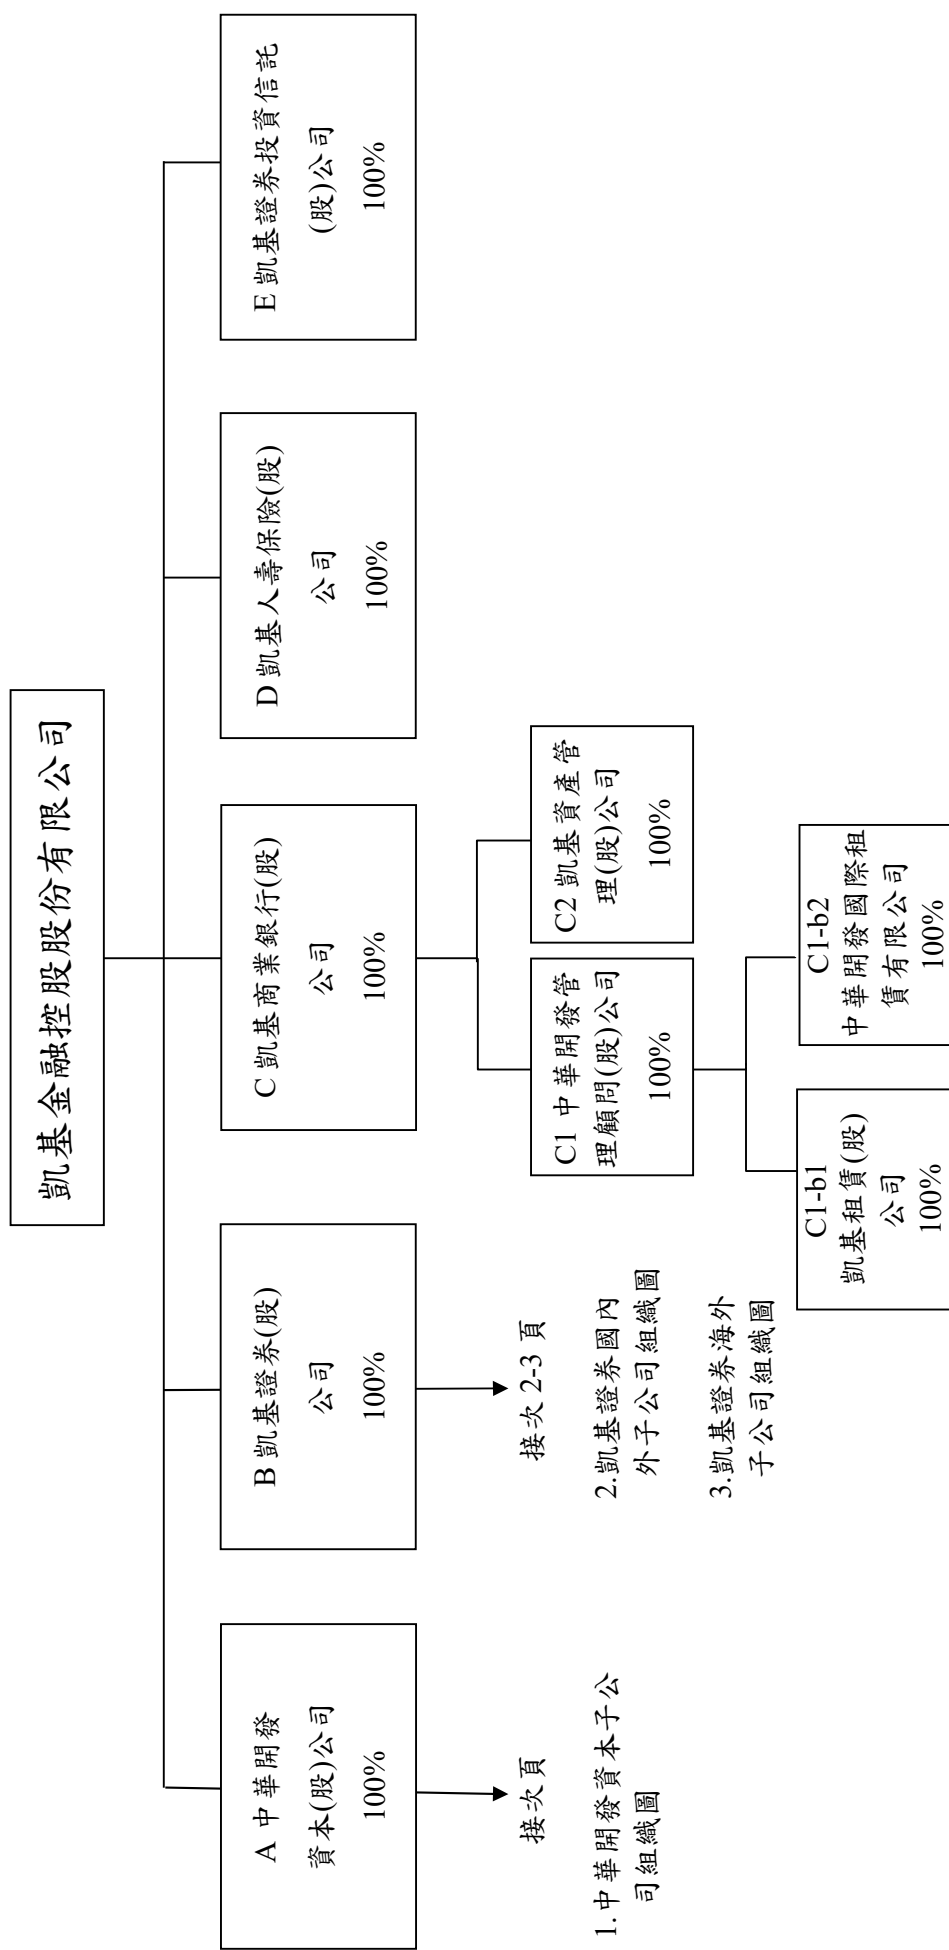 凱基金融控股股份有限公司
A 中華開發
資本(股)公司
100%
B 凱基證券(股)
公司
100%
C 凱基商業銀行(股)
公司
100%
D 凱基人壽保險(股)
公司
100%
E 凱基證券投資信託
(股)公司
100%
接次頁
1.中華開發資本子公
司組織圖
接次 2-3 頁
2.凱基證券國內
外子公司組織圖
3.凱基證券海外
子公司組織圖
C1 中華開發管
理顧問(股)公司
100%
C2 凱基資產管
理(股)公司
100%
C1-b1
凱基租賃(股)
公司
100%
C1-b2
中華開發國際租
賃有限公司
100%